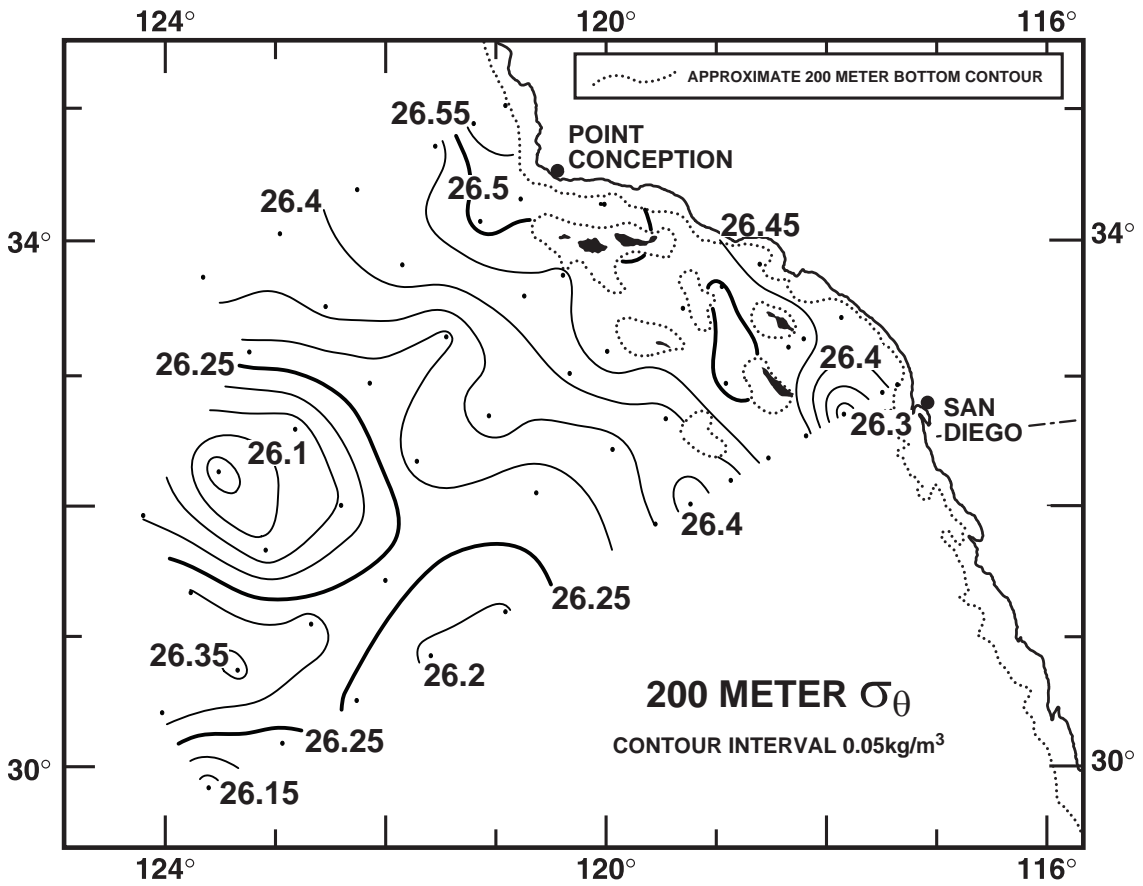 124° 120° 116°
APPROXIMATE 200 METER BOTTOM CONTOUR
26.55
POINT
CONCEPTION
26.5
26.4
26.45
34° 34°
26.25
26.4
SAN
DIEGO
26.3
26.1
26.4
26.25
26.35
26.2
200 METER σθ
26.25
CONTOUR INTERVAL 0.05kg/m³
30° 30°
26.15
124° 120° 116°